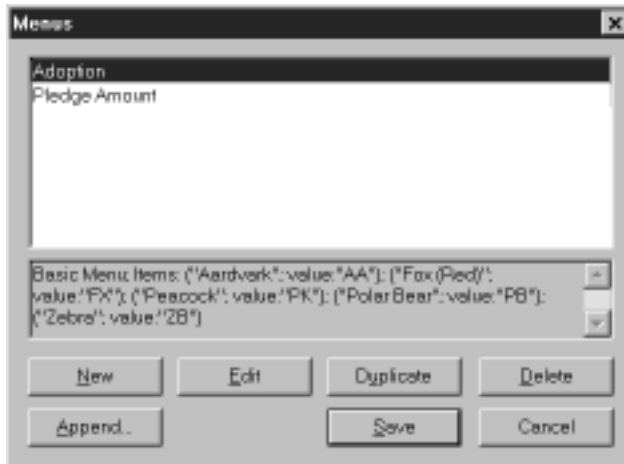 Menus
Adoption
Pledge Amount
Basic Menu; Items: ("Aardvark"; value:"AA"); ("Fox (Red)";
value:"FX"); ("Peacock"; value:"PK"); ("Polar Bear"; value:"PB");
("Zebra"; value:"ZB")
New Edit Duplicate Delete
Append... Save Cancel